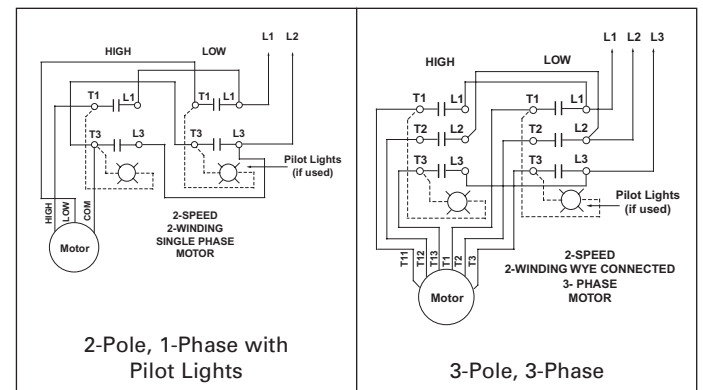 L1 L2
HIGH LOW
T1 L1 T1 L1
T3 L3 T3 L3
Pilot Lights
(if used)
HIGH
LOW
COM
Motor
2-SPEED
2-WINDING
SINGLE PHASE
MOTOR
2-Pole, 1-Phase with
Pilot Lights
L1 L2 L3
HIGH LOW
T1 L1 T1 L1
T2 L2 T2 L2
T3 L3 T3 L3
Pilot Lights
(if used)
T11
T12
T13
T1
T2
T3
Motor
2-SPEED
2-WINDING WYE CONNECTED
3- PHASE
MOTOR
3-Pole, 3-Phase